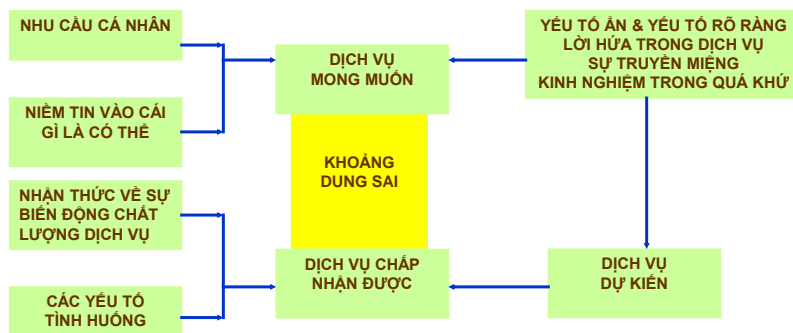 NHU CẦU CÁ NHÂN
NIỀM TIN VÀO CÁI
GÌ LÀ CÓ THỂ
NHẬN THỨC VỀ SỰ
BIẾN ĐỘNG CHẤT
LƯỢNG DỊCH VỤ
CÁC YẾU TỐ
TÌNH HUỐNG
DỊCH VỤ
MONG MUỐN
KHOẢNG
DUNG SAI
DỊCH VỤ CHẤP
NHẬN ĐƯỢC
YẾU TỐ ẨN & YẾU TỐ RÕ RÀNG
LỜI HỨA TRONG DỊCH VỤ
SỰ TRUYỀN MIỆNG
KINH NGHIỆM TRONG QUÁ KHỨ
DỊCH VỤ
DỰ KIẾN